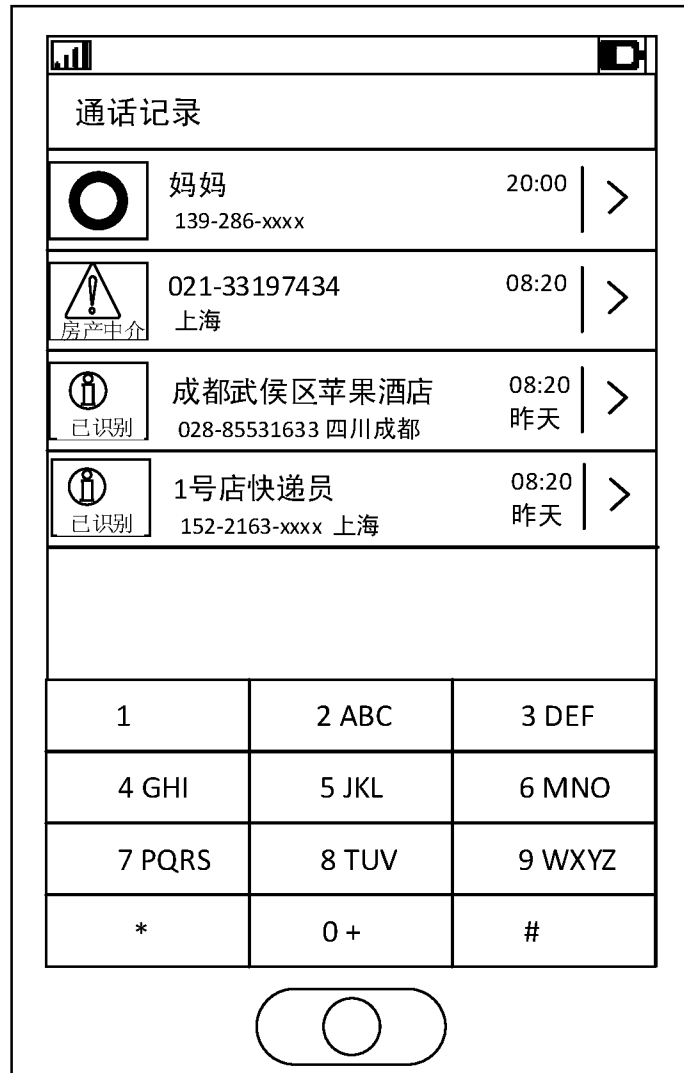 通话记录
妈妈 20:00
139-286-xxxx
>
021-33197434 08:20
房产中介 上海
>
成都武侯区苹果酒店 08:20
已识别 028-85531633 四川成都 昨天
>
1号店快递员 08:20
已识别 152-2163-xxxx 上海 昨天
>
1 2 ABC 3 DEF
4 GHI 5 JKL 6 MNO
7 PQRS 8 TUV 9 WXYZ
* 0 + #